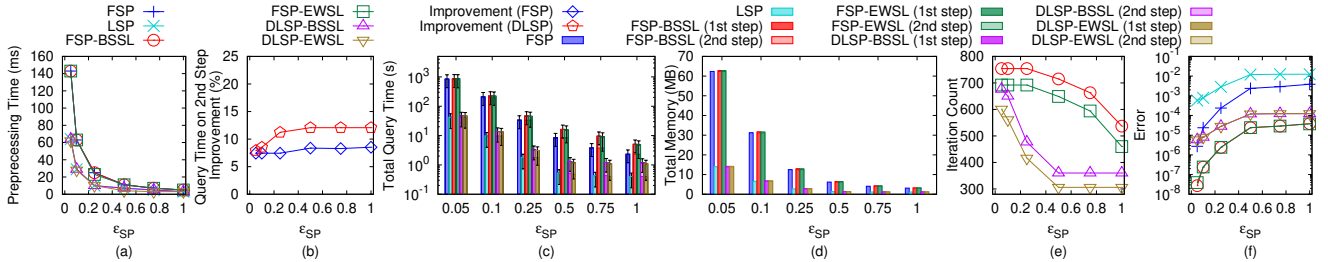 FSP
LSP
FSP-BSSL
FSP-EWSL
DLSP-BSSL
DLSP-EWSL
Improvement (FSP)
Improvement (DLSP)
FSP
LSP
FSP-BSSL (1st step)
FSP-BSSL (2nd step)
FSP-EWSL (1st step)
FSP-EWSL (2nd step)
DLSP-BSSL (1st step)
DLSP-BSSL (2nd step)
DLSP-EWSL (1st step)
DLSP-EWSL (2nd step)
Preprecessing Time (ms)
160
140
120
100
80
60
40
20
0
0 0.2 0.4 0.6 0.8 1
εSP
(a)
Query Time on 2nd Step
Improvement (%)
25
20
15
10
5
0
0 0.2 0.4 0.6 0.8 1
εSP
(b)
Total Query Time (s)
10^3
10^2
10^1
10^0
10^-1
0.05 0.1 0.25 0.5 0.75 1
εSP
(c)
Total Memory (MB)
70
60
50
40
30
20
10
0
0.05 0.1 0.25 0.5 0.75 1
εSP
(d)
Iteration Count
800
700
600
500
400
300
0 0.2 0.4 0.6 0.8 1
εSP
(e)
Error
10^-1
10^-2
10^-3
10^-4
10^-5
10^-6
10^-7
10^-8
0 0.2 0.4 0.6 0.8 1
εSP
(f)